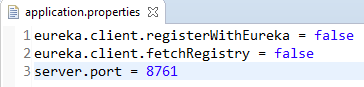 application.properties
1 eureka.client.registerWithEureka = false
2 eureka.client.fetchRegistry = false
3 server.port = 8761